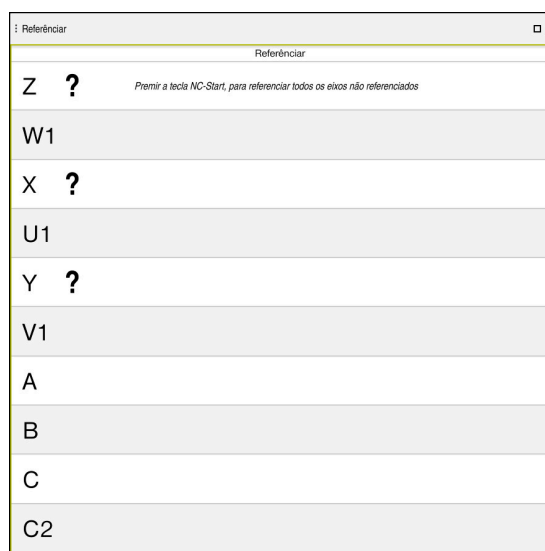 Referênciar
Referênciar
Z ? Premir a tecla NC-Start, para referenciar todos os eixos não referenciados
W1
X ?
U1
Y ?
V1
A
B
C
C2